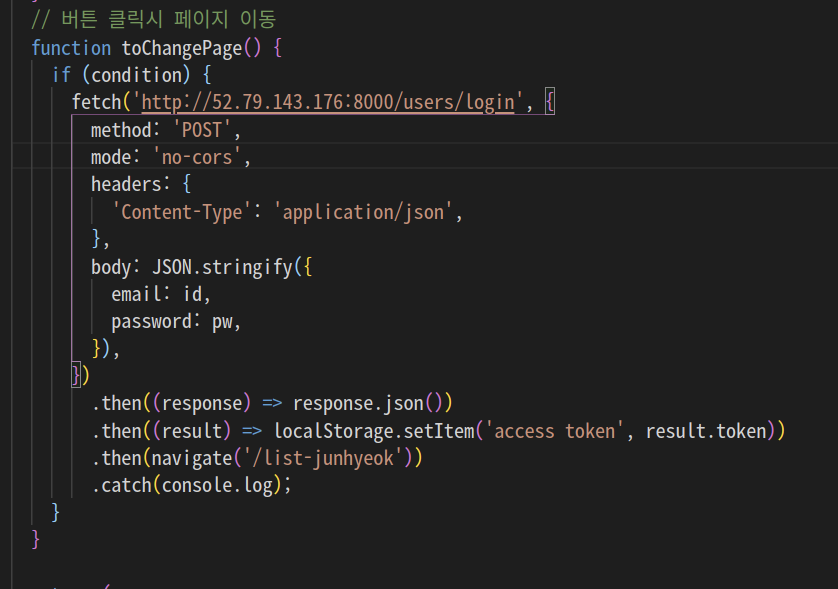 // 버튼 클릭시 페이지 이동
function toChangePage() {
if (condition) {
fetch('http://52.79.143.176:8000/users/login', {
method: 'POST',
mode: 'no-cors',
headers: {
'Content-Type': 'application/json',
},
body: JSON.stringify({
email: id,
password: pw,
}),
})
.then((response) => response.json())
.then((result) => localStorage.setItem('access token', result.token))
.then(navigate('/list-junhyeok'))
.catch(console.log);
}
}